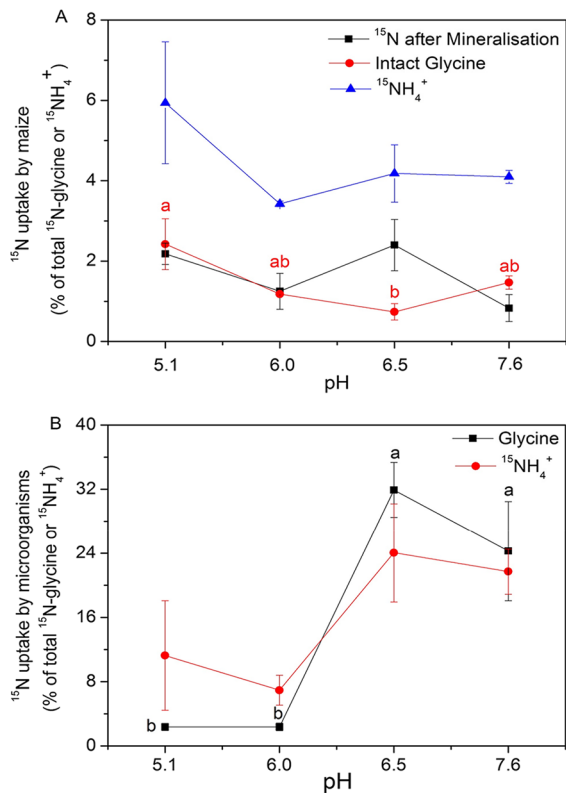 A
¹⁵N after Mineralisation
Intact Glycine
¹⁵NH₄⁺
¹⁵N uptake by maize
(% of total ¹⁵N-glycine or ¹⁵NH₄⁺)
8
6
4
2
0
a
ab
b
ab
5.1
6.0
6.5
7.6
pH
B
Glycine
¹⁵NH₄⁺
¹⁵N uptake by microorganisms
(% of total ¹⁵N-glycine or ¹⁵NH₄⁺)
40
32
24
16
8
0
b
b
a
a
5.1
6.0
6.5
7.6
pH